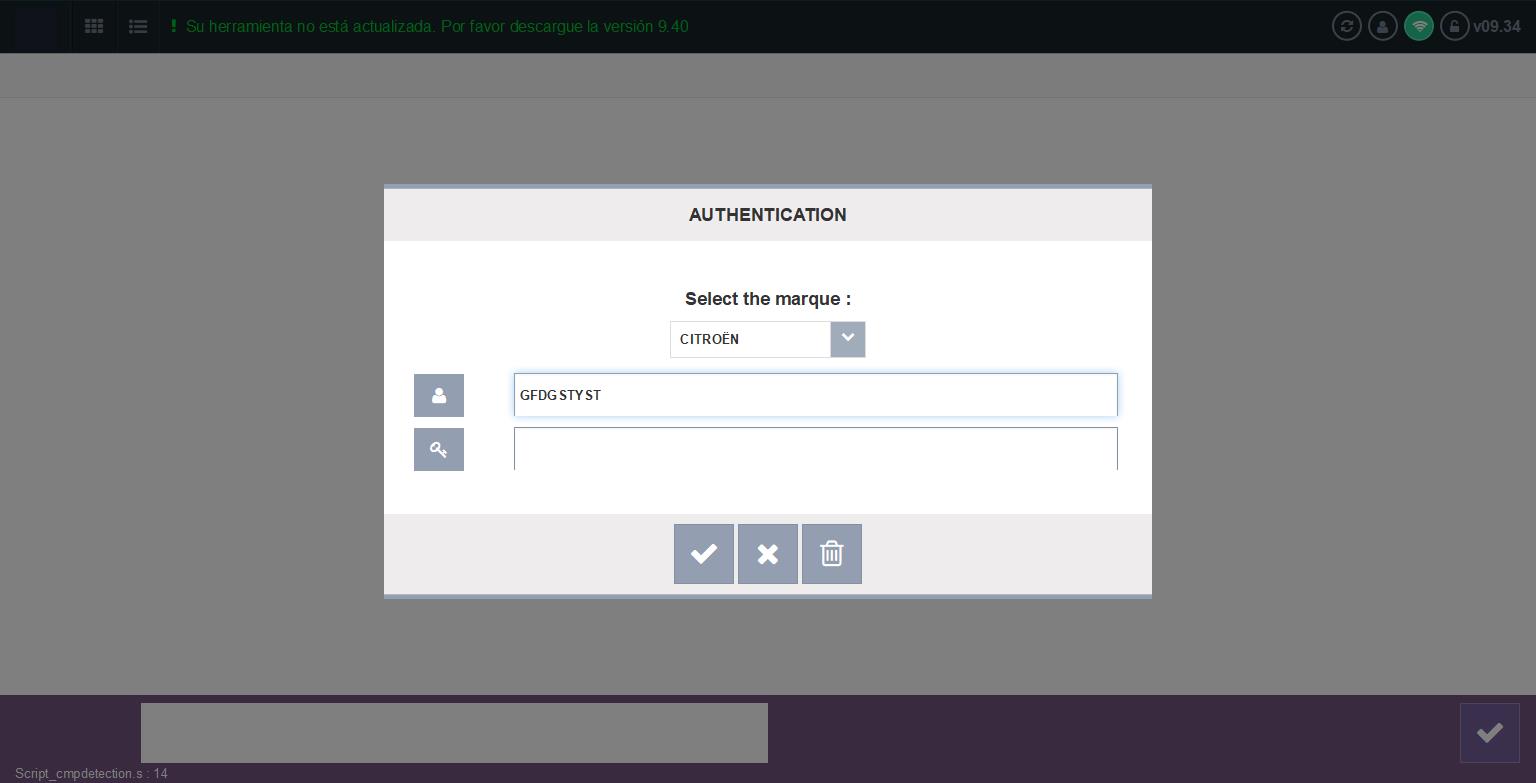 ! Su herramienta no está actualizada. Por favor descargue la versión 9.40
v09.34
AUTHENTICATION
Select the marque :
CITROËN
GFDGSTYST
Script_cmpdetection.s : 14